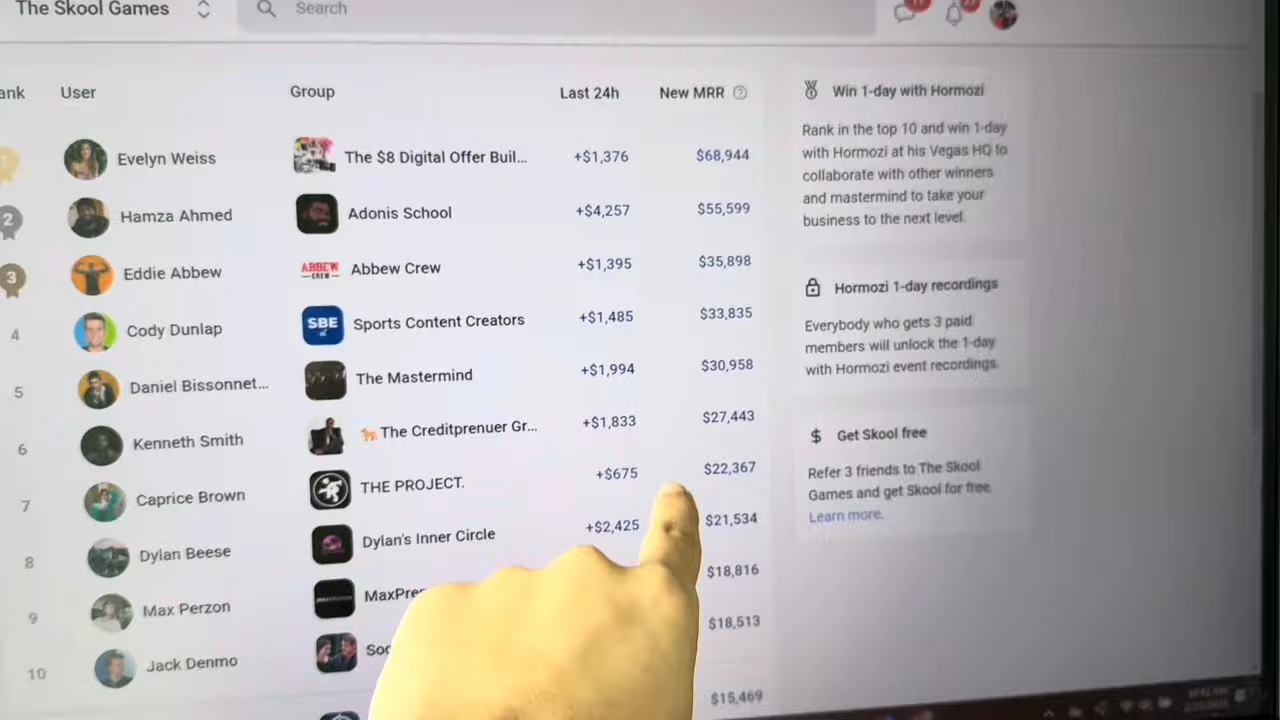 The Skool Games
Search
ank User Group Last 24h New MRR
1 Evelyn Weiss The $8 Digital Offer Buil... +$1,376 $68,944
2 Hamza Ahmed Adonis School +$4,257 $55,599
3 Eddie Abbew ABBEW CREW Abbew Crew +$1,395 $35,898
4 Cody Dunlap SBE Sports Content Creators +$1,485 $33,835
5 Daniel Bissonnet... The Mastermind +$1,994 $30,958
6 Kenneth Smith The Creditprenuer Gr... +$1,833 $27,443
7 Caprice Brown THE PROJECT. +$675 $22,367
8 Dylan Beese Dylan's Inner Circle +$2,425 $21,534
9 Max Perzon MaxPre $18,816
10 Jack Denmo Soc $18,513
$15,469
Win 1-day with Hormozi
Rank in the top 10 and win 1-day
with Hormozi at his Vegas HQ to
collaborate with other winners
and mastermind to take your
business to the next level.
Hormozi 1-day recordings
Everybody who gets 3 paid
members will unlock the 1-day
with Hormozi event recordings.
$ Get Skool free
Refer 3 friends to The Skool
Games and get Skool for free.
Learn more.